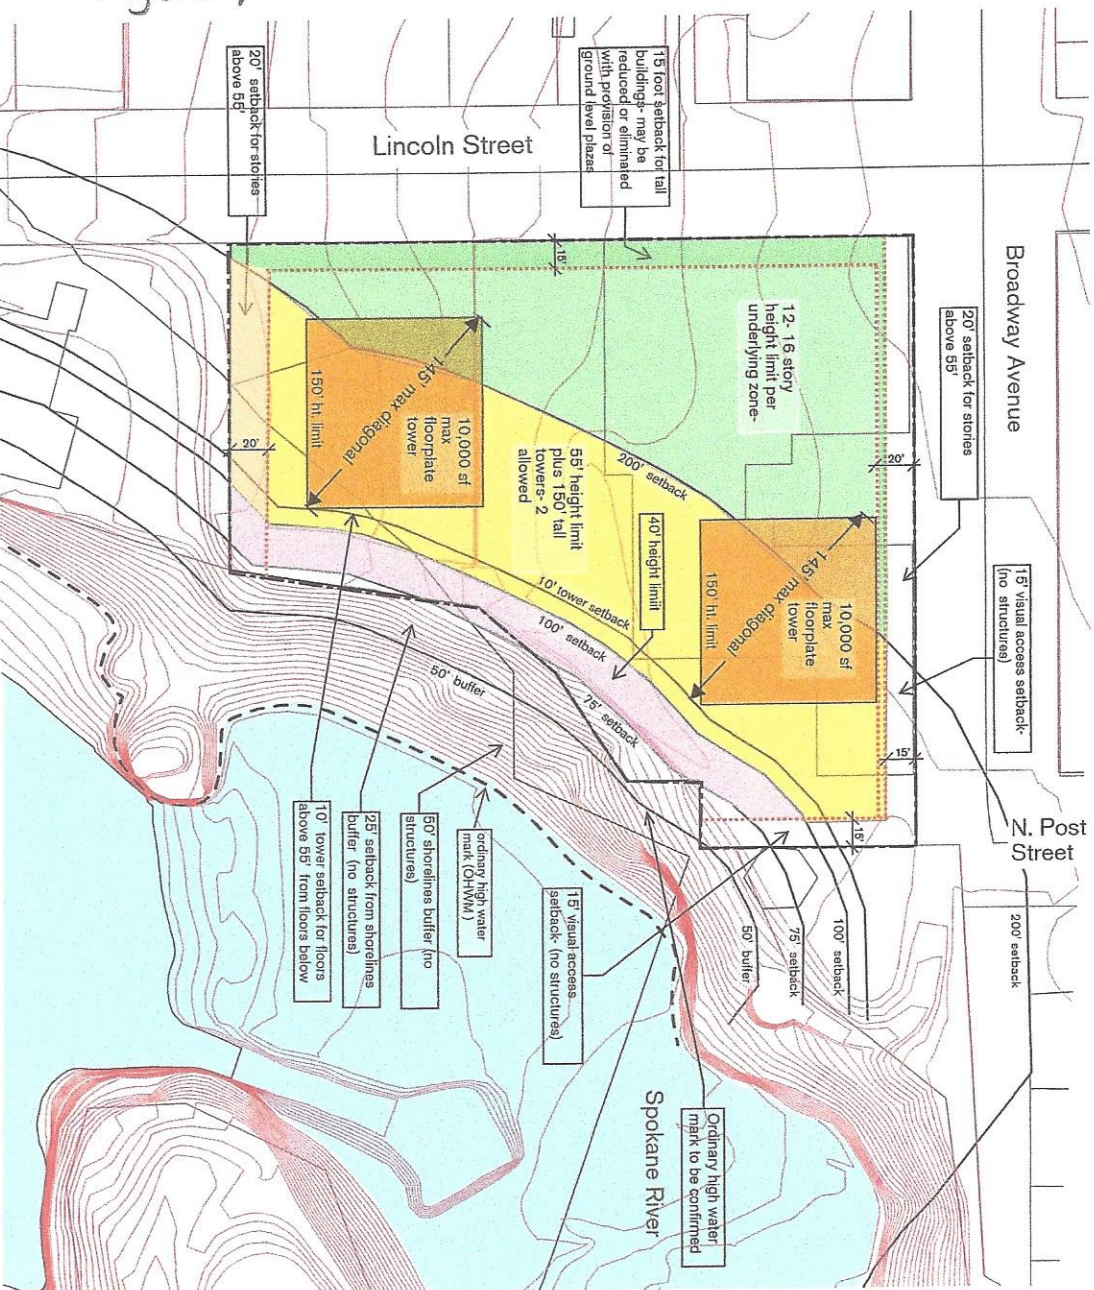 Lincoln Street
Broadway Avenue
N. Post
Street
Spokane River
20' setback for stories
above 55'
15 foot setback for tall
buildings- may be
reduced or eliminated
with provision of
ground level plazas
20' setback for stories
above 55'
15' visual access setback-
(no structures)
12- 16 story
height limit per
underlying zone-
15'
20'
20'
15'
15'
200' setback
145' max diagonal
10,000 sf
max
floorplate
tower
150' ht. limit
145' max diagonal
10,000 sf
max
floorplate
tower
150' ht. limit
55' height limit
plus 150' tall
towers- 2
allowed
40' height limit
10' tower setback
100' setback
75' setback
50' buffer
10' tower setback for floors
above 55' from floors below
25' setback from shorelines
buffer (no structures)
50' shorelines buffer (no
structures)
ordinary high water
mark (OHWM)
15' visual access
setback- (no structures)
Ordinary high water
mark to be confirmed
50' buffer
75' setback
100' setback
200' setback